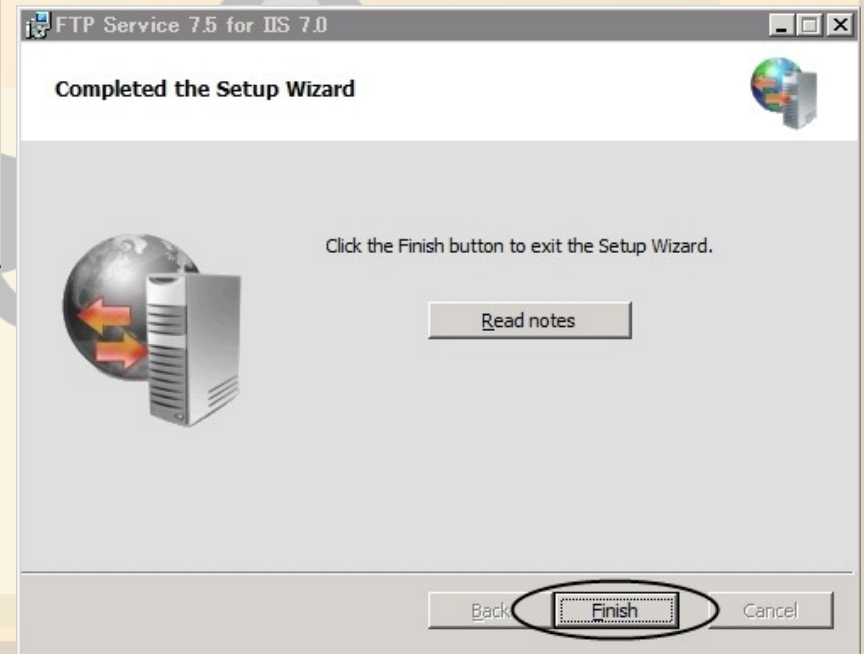 FTP Service 7.5 for IIS 7.0
Completed the Setup Wizard
Click the Finish button to exit the Setup Wizard.
Read notes
Back Finish Cancel